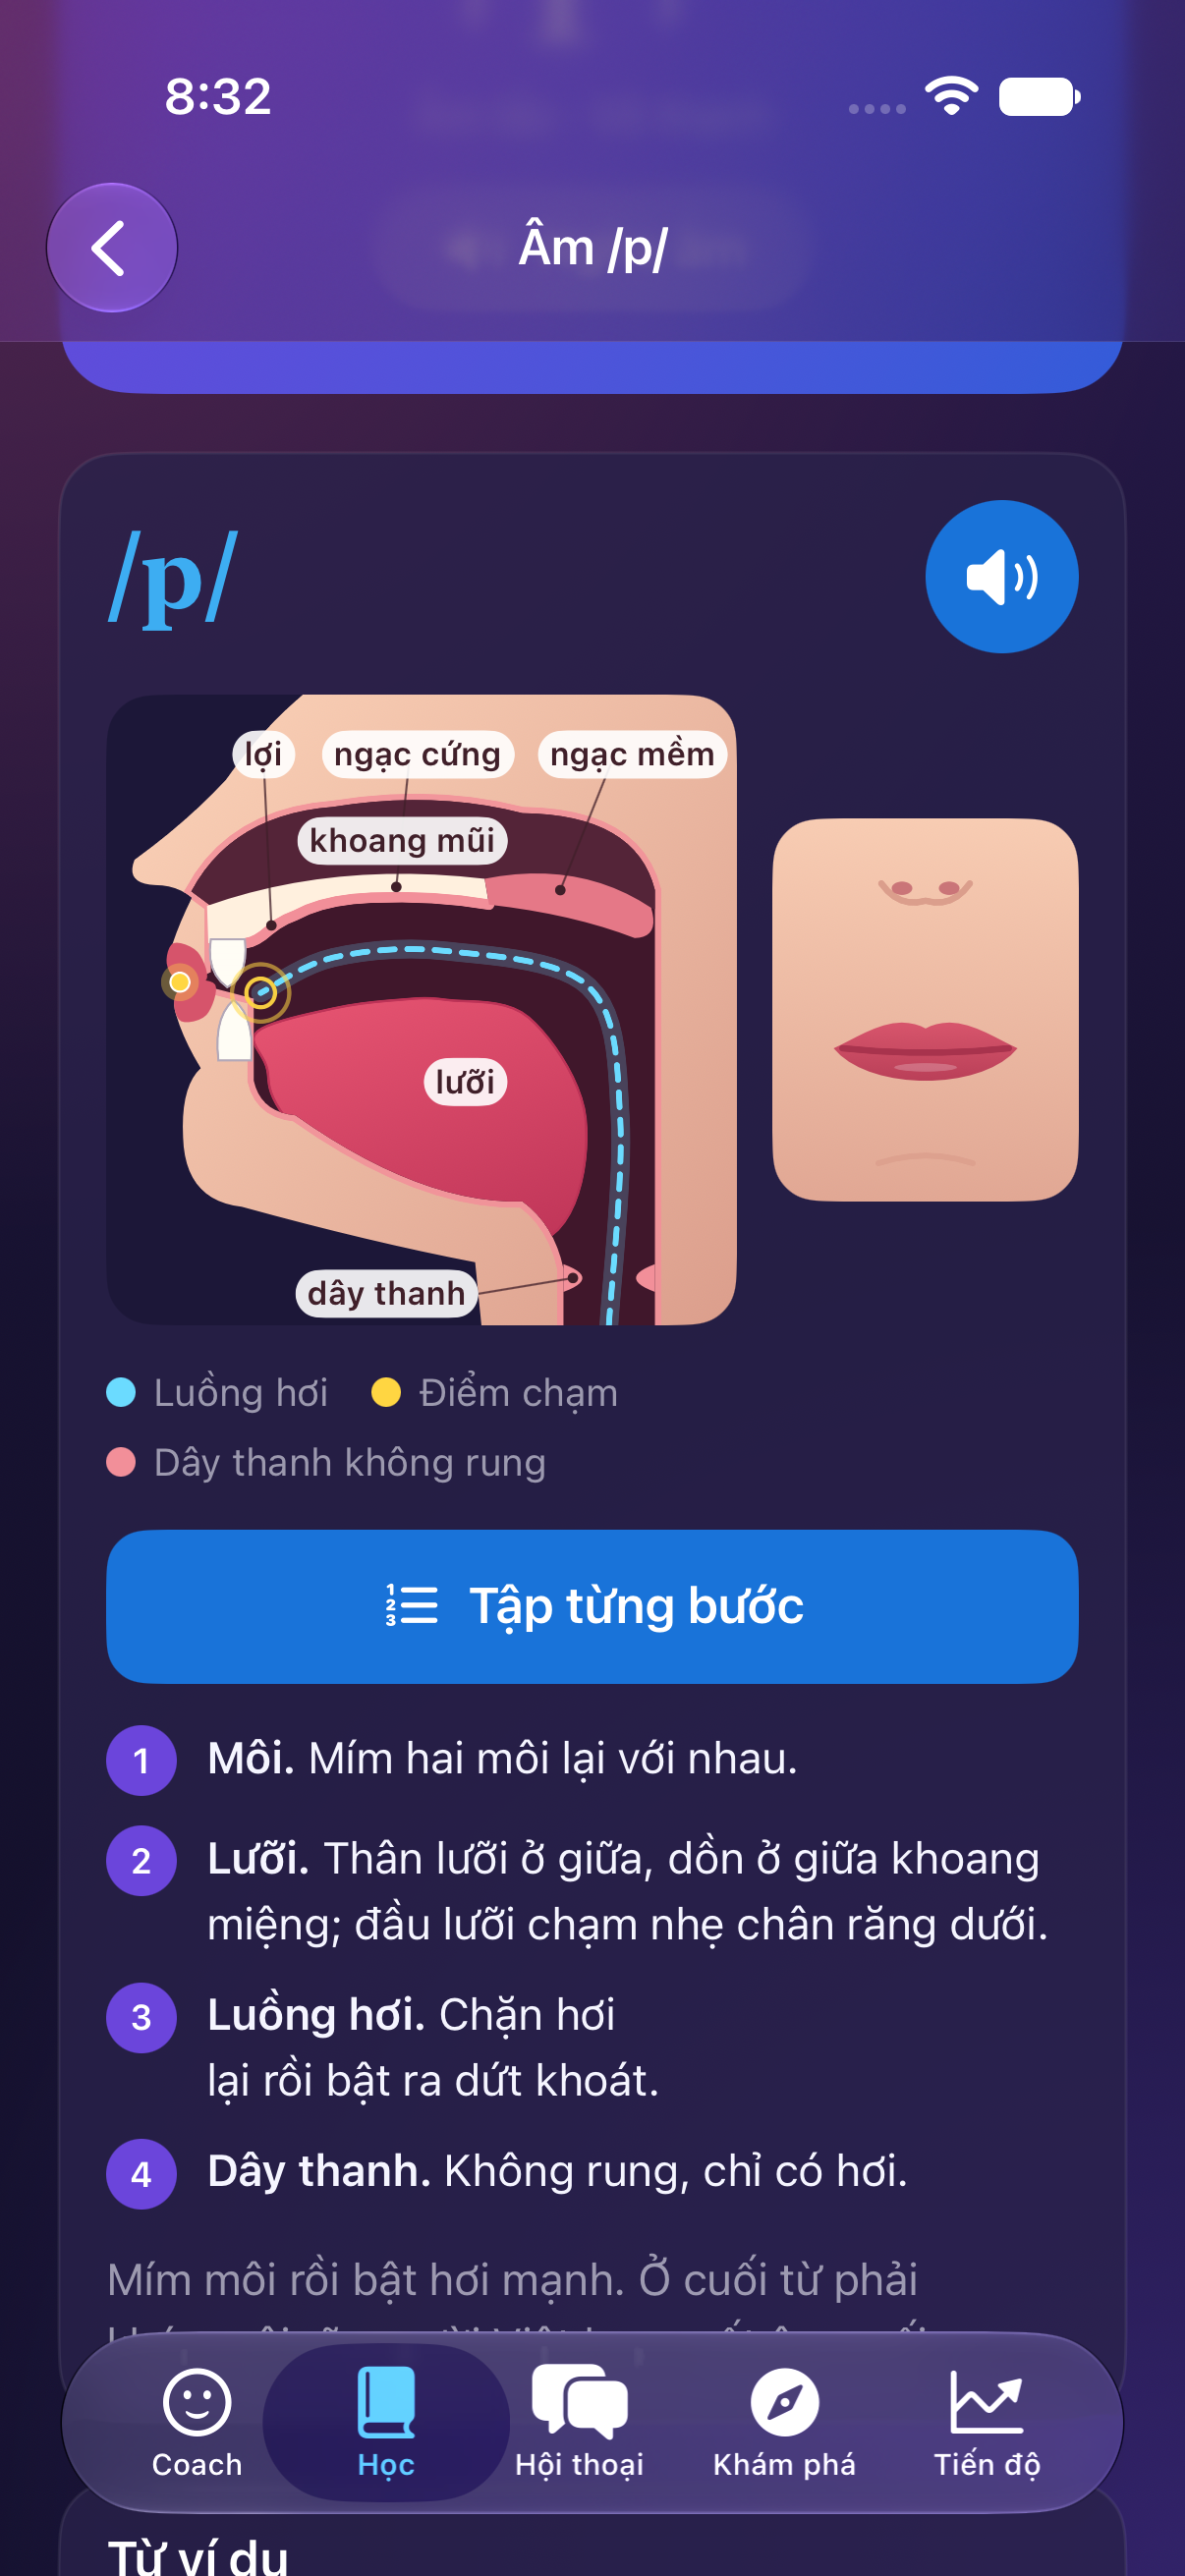 8:32
Âm /p/
/p/
lợi
ngạc cứng
ngạc mềm
khoang mũi
lưỡi
dây thanh
Luồng hơi
Điểm chạm
Dây thanh không rung
Tập từng bước
1 Môi. Mím hai môi lại với nhau.
2 Lưỡi. Thân lưỡi ở giữa, dồn ở giữa khoang
miệng; đầu lưỡi chạm nhẹ chân răng dưới.
3 Luồng hơi. Chặn hơi
lại rồi bật ra dứt khoát.
4 Dây thanh. Không rung, chỉ có hơi.
Mím môi rồi bật hơi mạnh. Ở cuối từ phải
Coach
Học
Hội thoại
Khám phá
Tiến độ
Từ ví dụ